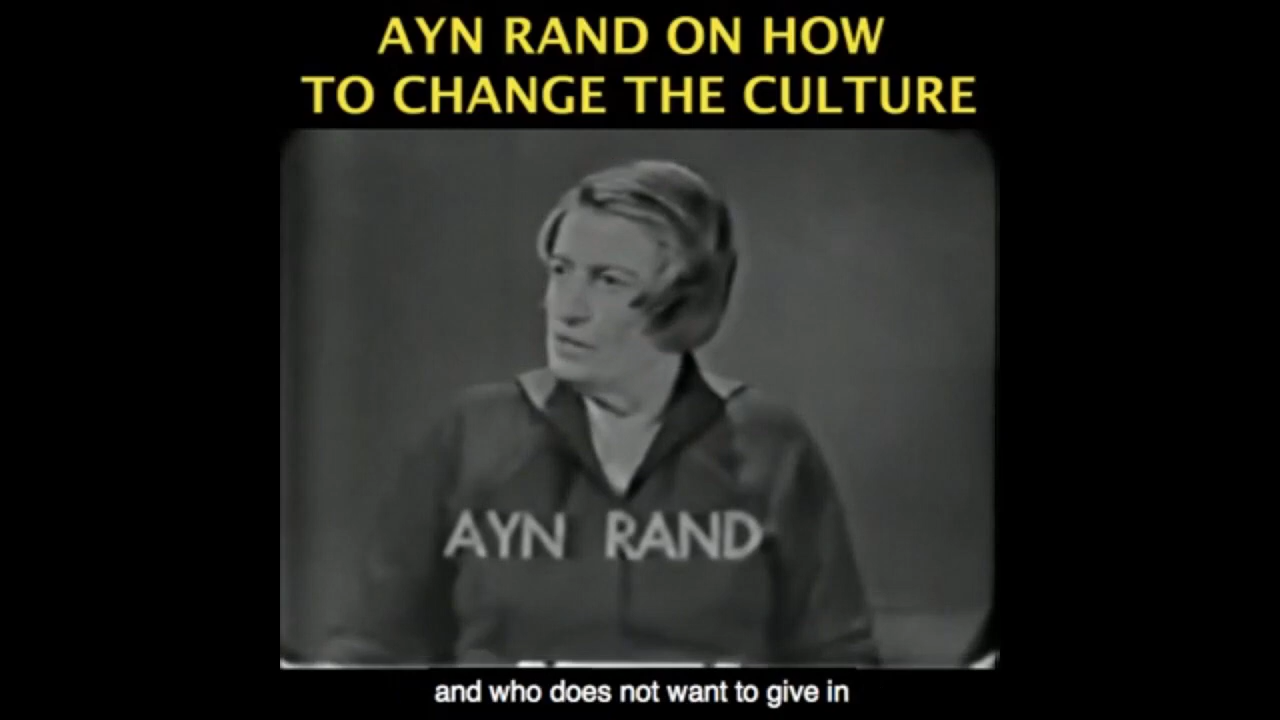 AYN RAND ON HOW
TO CHANGE THE CULTURE
AYN RAND
and who does not want to give in